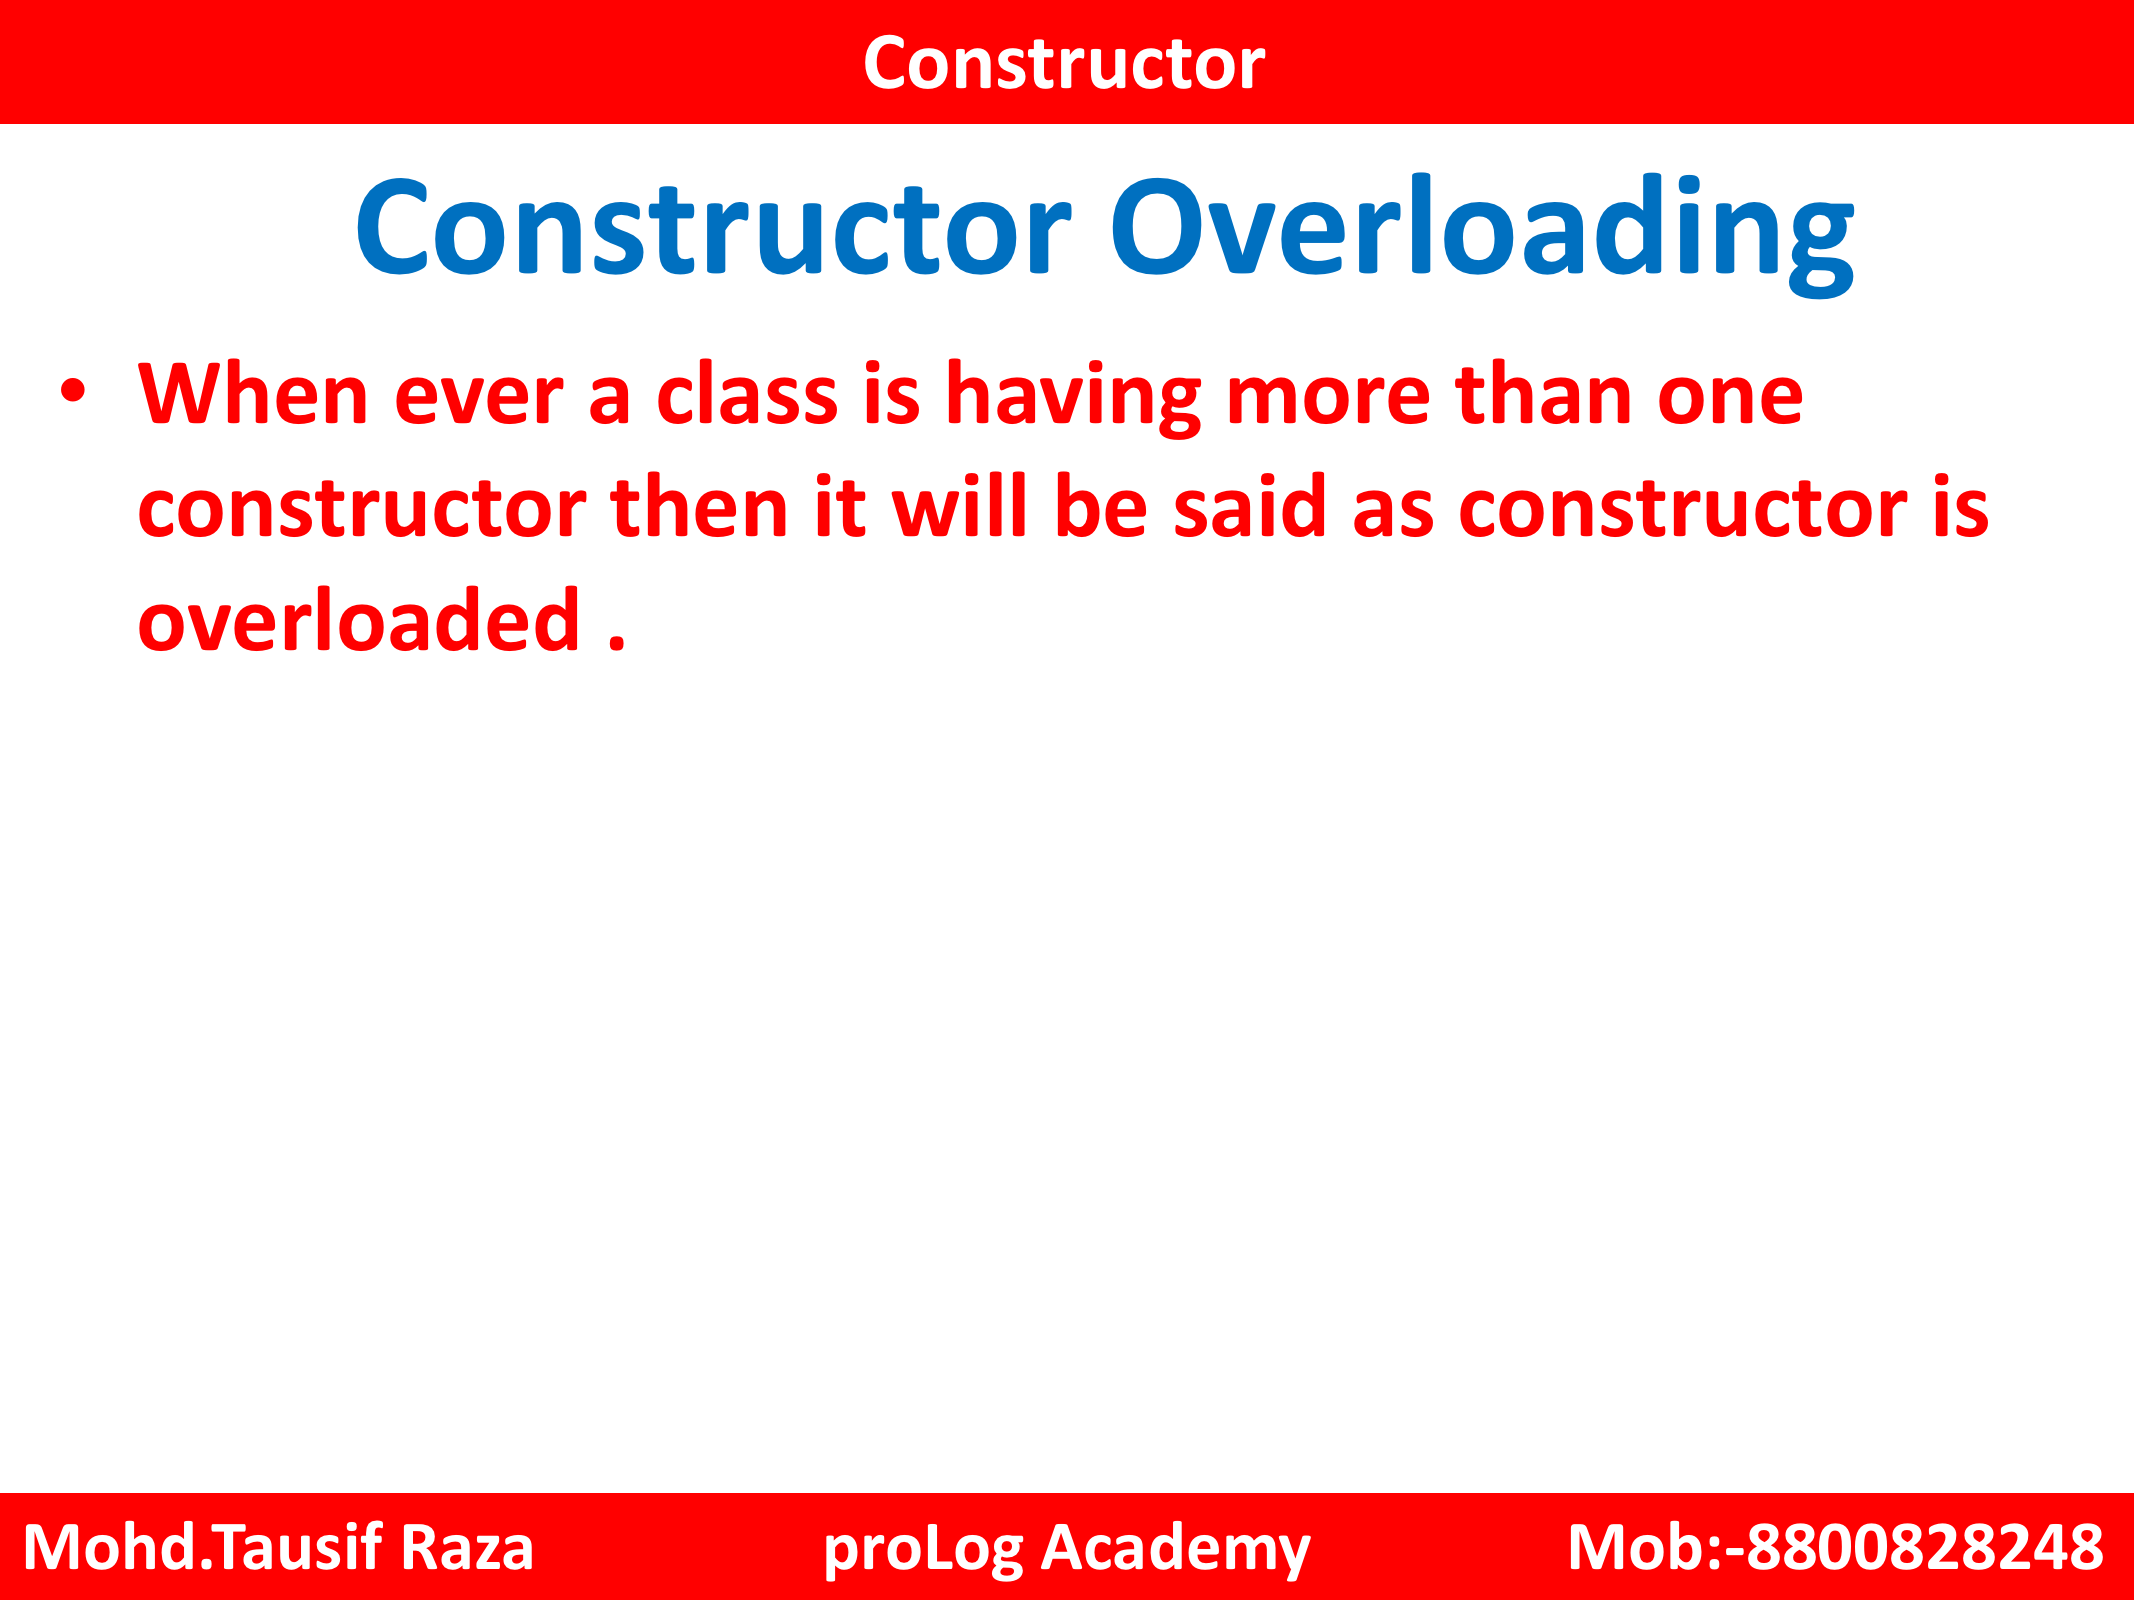 Constructor
Constructor Overloading
• When ever a class is having more than one
constructor then it will be said as constructor is
overloaded .
Mohd.Tausif Raza proLog Academy Mob:-8800828248